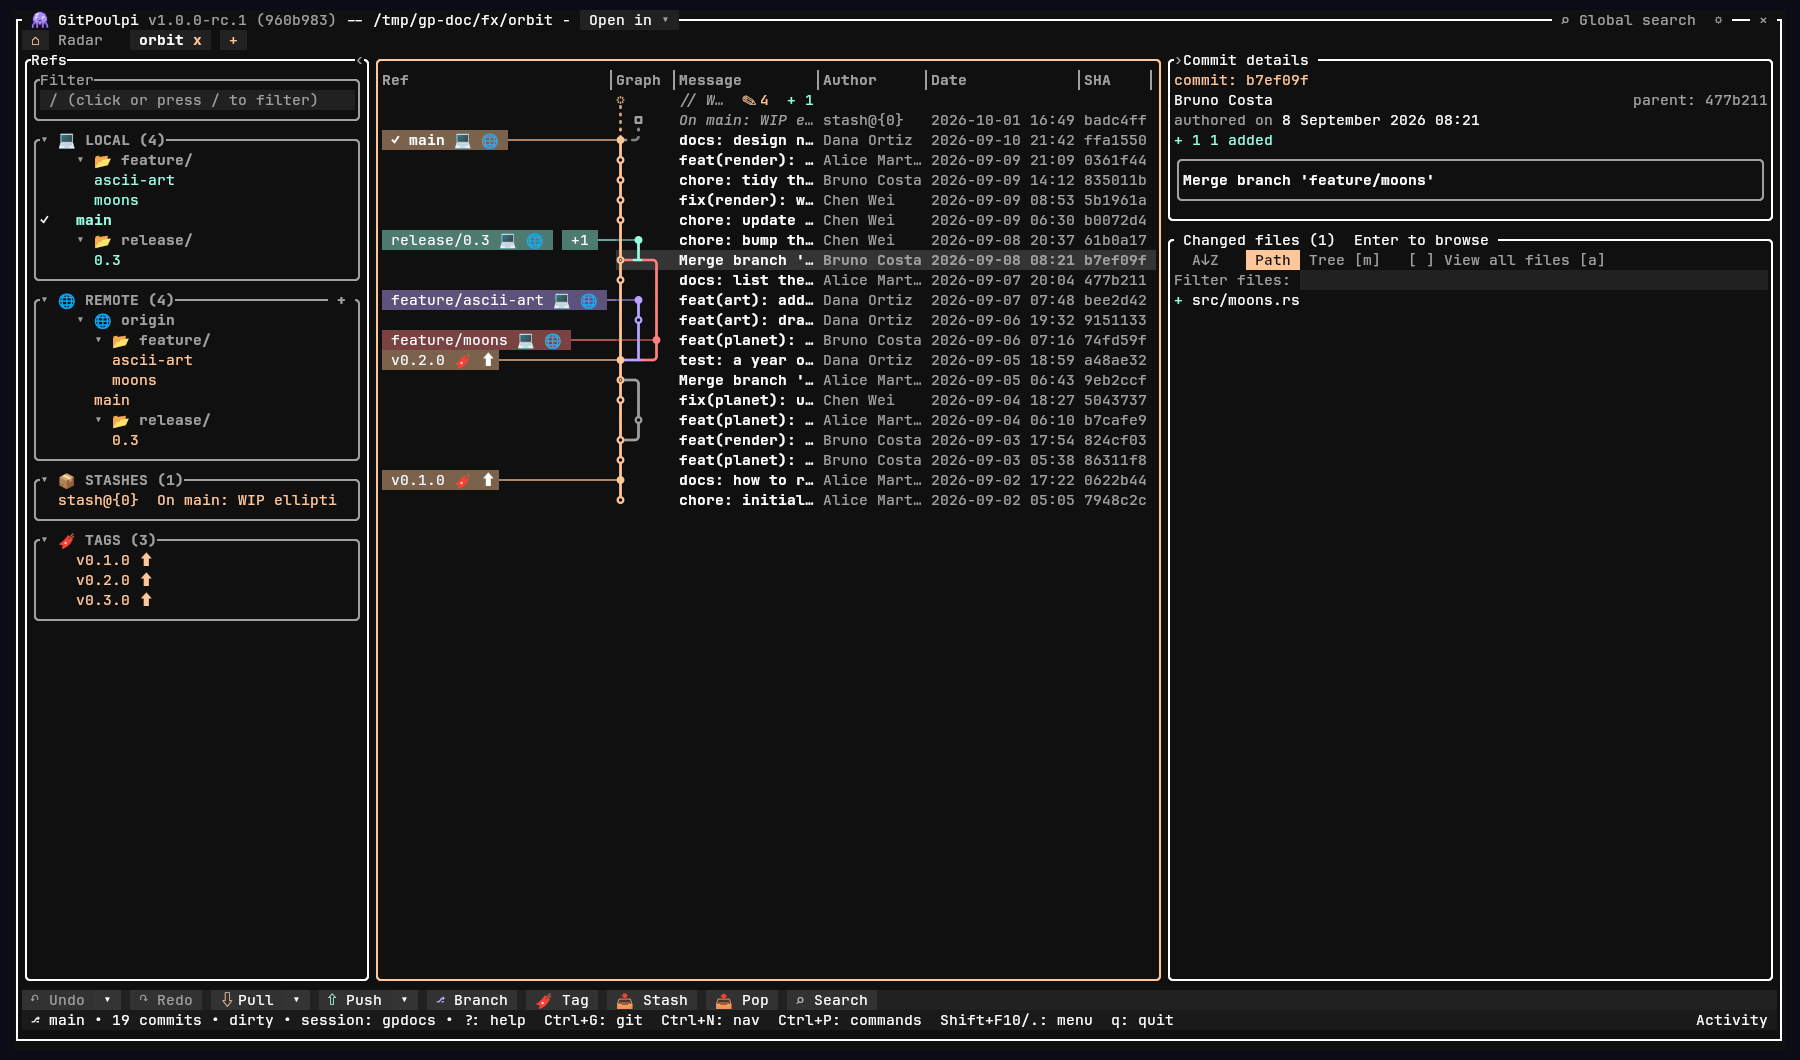 GitPoulpi v1.0.0-rc.1 (960b983) —— /tmp/gp-doc/fx/orbit - Open in ▾ ⌕ Global search ⚙ ×
⌂ Radar orbit x +
Refs
Filter
/ (click or press / to filter)
LOCAL (4)
feature/
ascii-art
moons
✓ main
release/
0.3
REMOTE (4) +
origin
feature/
ascii-art
moons
main
release/
0.3
STASHES (1)
stash@{0} On main: WIP ellipti
TAGS (3)
v0.1.0 ⬆
v0.2.0 ⬆
v0.3.0 ⬆
Ref Graph Message Author Date SHA
// W… ✎ 4 + 1
On main: WIP e… stash@{0} 2026-10-01 16:49 badc4ff
✓ main docs: design n… Dana Ortiz 2026-09-10 21:42 ffa1550
feat(render): … Alice Mart… 2026-09-09 21:09 0361f44
chore: tidy th… Bruno Costa 2026-09-09 14:12 835011b
fix(render): w… Chen Wei 2026-09-09 08:53 5b1961a
chore: update … Chen Wei 2026-09-09 06:30 b0072d4
release/0.3 +1 chore: bump th… Chen Wei 2026-09-08 20:37 61b0a17
Merge branch '… Bruno Costa 2026-09-08 08:21 b7ef09f
docs: list the… Alice Mart… 2026-09-07 20:04 477b211
feature/ascii-art feat(art): add… Dana Ortiz 2026-09-07 07:48 bee2d42
feat(art): dra… Dana Ortiz 2026-09-06 19:32 9151133
feature/moons feat(planet): … Bruno Costa 2026-09-06 07:16 74fd59f
v0.2.0 ⬆ test: a year o… Dana Ortiz 2026-09-05 18:59 a48ae32
Merge branch '… Alice Mart… 2026-09-05 06:43 9eb2ccf
fix(planet): u… Chen Wei 2026-09-04 18:27 5043737
feat(planet): … Alice Mart… 2026-09-04 06:10 b7cafe9
feat(render): … Bruno Costa 2026-09-03 17:54 824cf03
feat(planet): … Bruno Costa 2026-09-03 05:38 86311f8
v0.1.0 ⬆ docs: how to r… Alice Mart… 2026-09-02 17:22 0622b44
chore: initial… Alice Mart… 2026-09-02 05:05 7948c2c
Commit details
commit: b7ef09f
Bruno Costa parent: 477b211
authored on 8 September 2026 08:21
+ 1 1 added
Merge branch 'feature/moons'
Changed files (1) Enter to browse
A↓Z Path Tree [m] [ ] View all files [a]
Filter files:
+ src/moons.rs
Undo ▾ Redo Pull ▾ Push ▾ Branch Tag Stash Pop Search
main • 19 commits • dirty • session: gpdocs • ?: help Ctrl+G: git Ctrl+N: nav Ctrl+P: commands Shift+F10/.: menu q: quit Activity